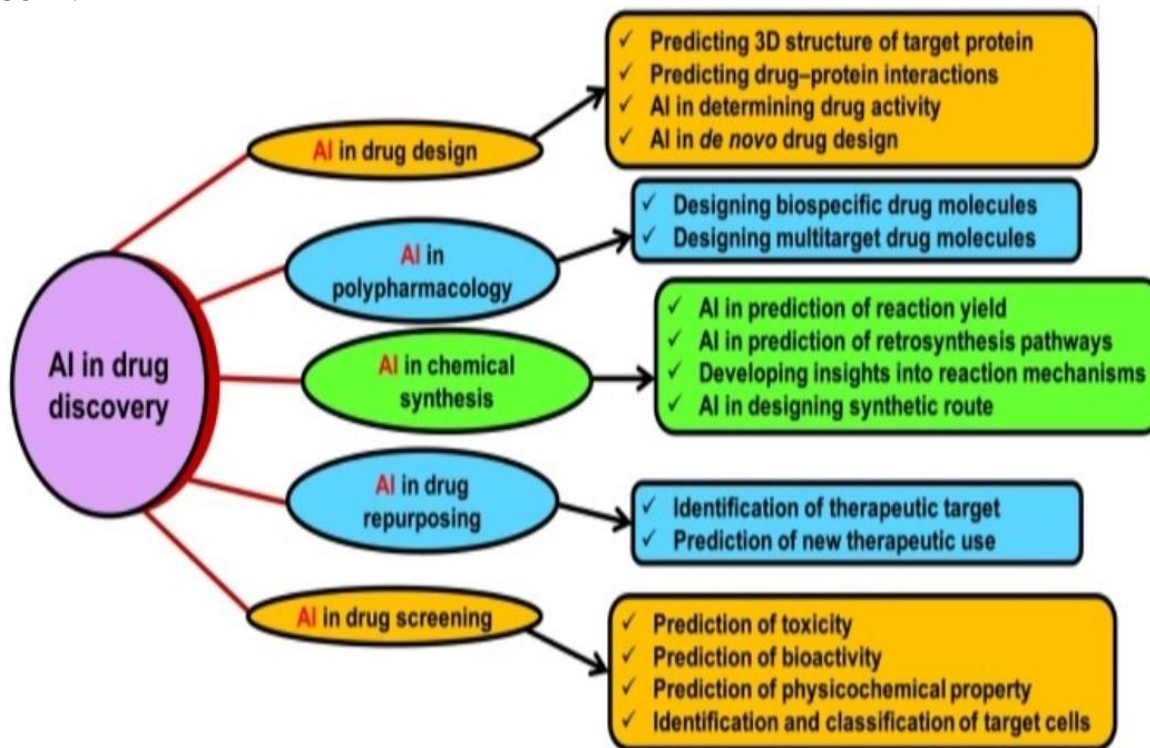 AI in drug
discovery
AI in drug design
✓ Predicting 3D structure of target protein
✓ Predicting drug–protein interactions
✓ AI in determining drug activity
✓ AI in de novo drug design
AI in
polypharmacology
✓ Designing biospecific drug molecules
✓ Designing multitarget drug molecules
AI in chemical
synthesis
✓ AI in prediction of reaction yield
✓ AI in prediction of retrosynthesis pathways
✓ Developing insights into reaction mechanisms
✓ AI in designing synthetic route
AI in drug
repurposing
✓ Identification of therapeutic target
✓ Prediction of new therapeutic use
AI in drug screening
✓ Prediction of toxicity
✓ Prediction of bioactivity
✓ Prediction of physicochemical property
✓ Identification and classification of target cells